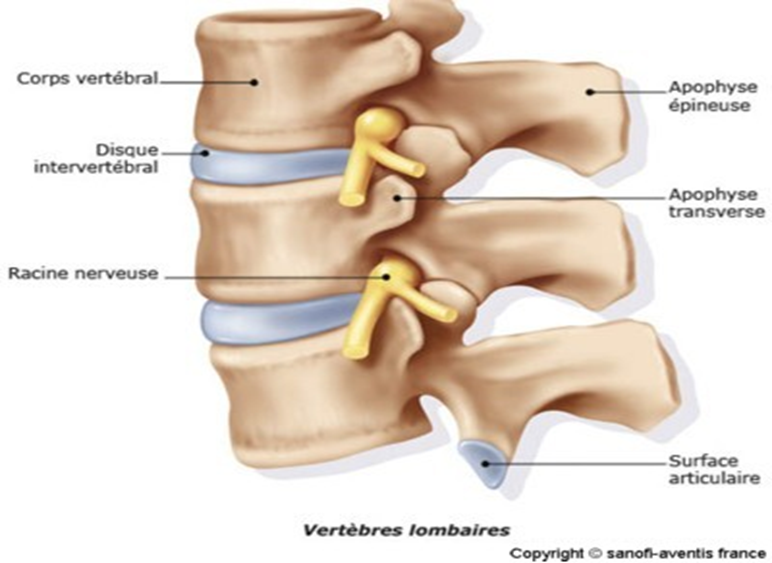 Corps vertébral
Disque
intervertébral
Racine nerveuse
Apophyse
épineuse
Apophyse
transverse
Surface
articulaire
Vertèbres lombaires
Copyright © sanofi-aventis france